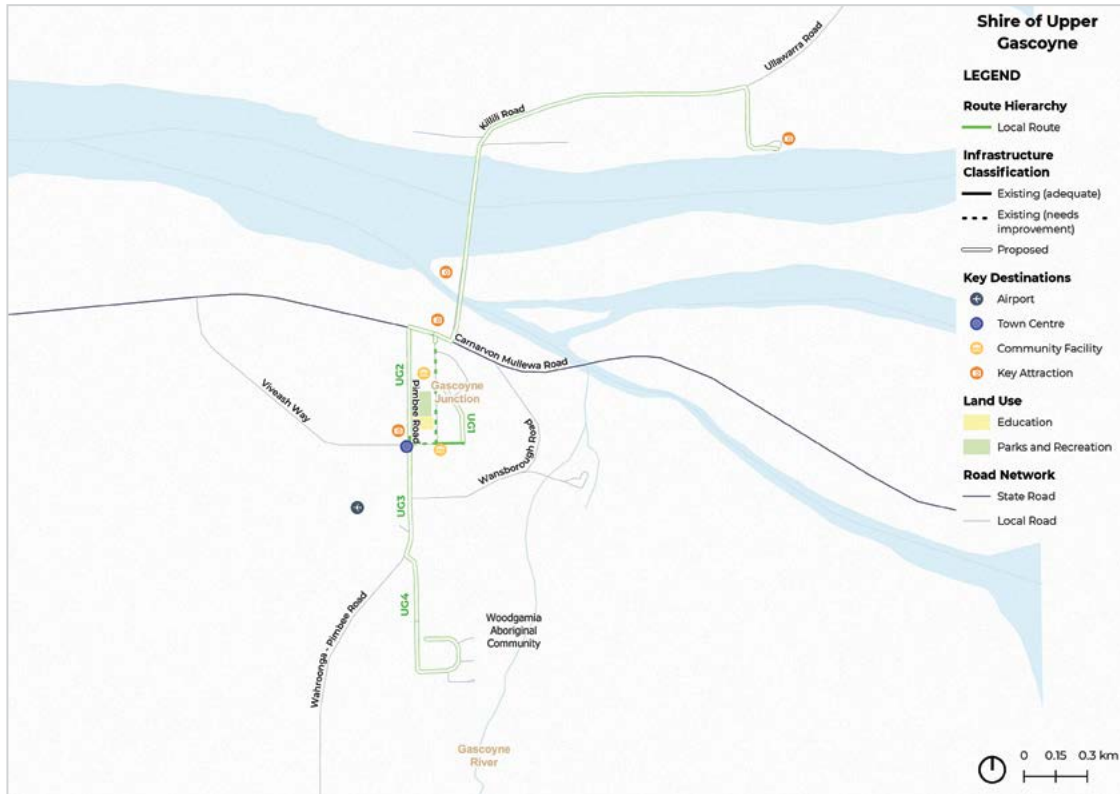 Shire of Upper
Gascoyne
LEGEND
Route Hierarchy
Local Route
Infrastructure
Classification
Existing (adequate)
Existing (needs
improvement)
Proposed
Key Destinations
Airport
Town Centre
Community Facility
Key Attraction
Land Use
Education
Parks and Recreation
Road Network
State Road
Local Road
0 0.15 0.3 km
Ullawarra Road
Killili Road
Carnarvon Mullewa Road
UG2
Pimbee Road
Gascoyne
Junction
UG1
Viveash Way
Wansborough Road
UG3
UG4
Wahroonga - Pimbee Road
Woodgamia
Aboriginal
Community
Gascoyne
River